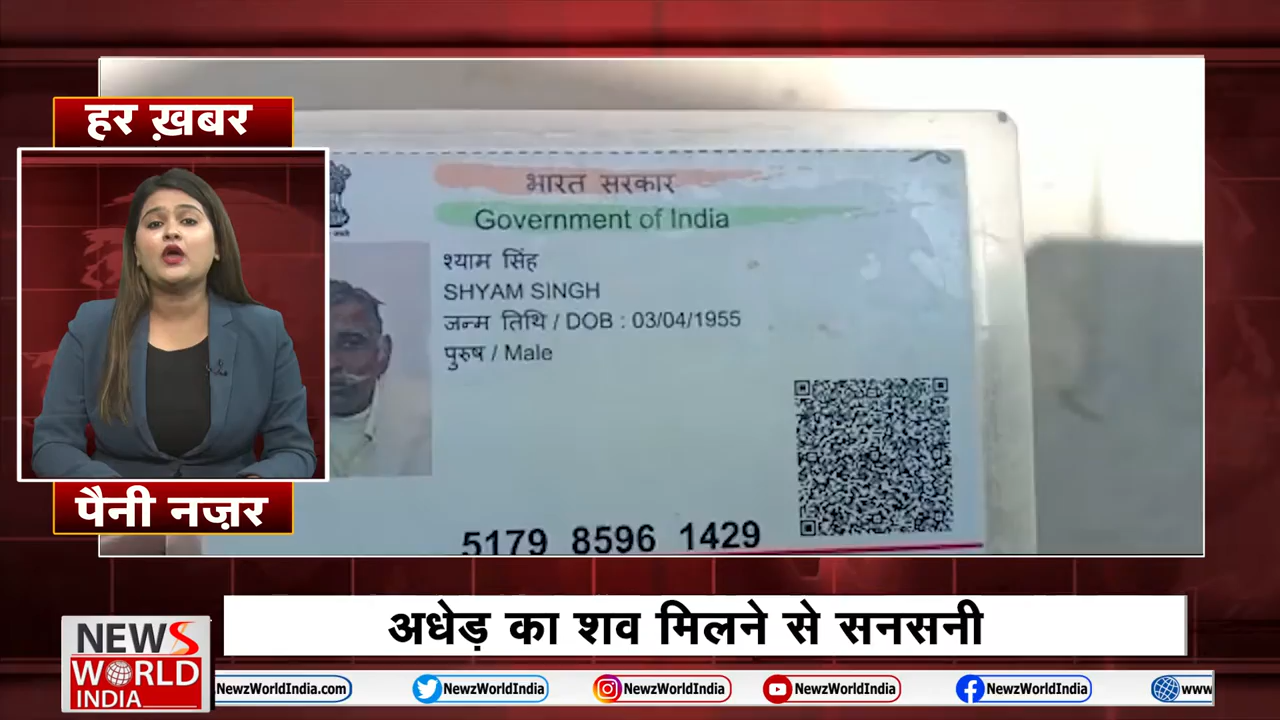 हर ख़बर
पैनी नज़र
भारत सरकार
Government of India
श्याम सिंह
SHYAM SINGH
जन्म तिथि / DOB : 03/04/1955
पुरुष / Male
5179 8596 1429
अधेड़ का शव मिलने से सनसनी
NEWS
WORLD
INDIA
NewzWorldIndia.com
NewzWorldIndia
NewzWorldIndia
NewzWorldIndia
NewzWorldIndia
www